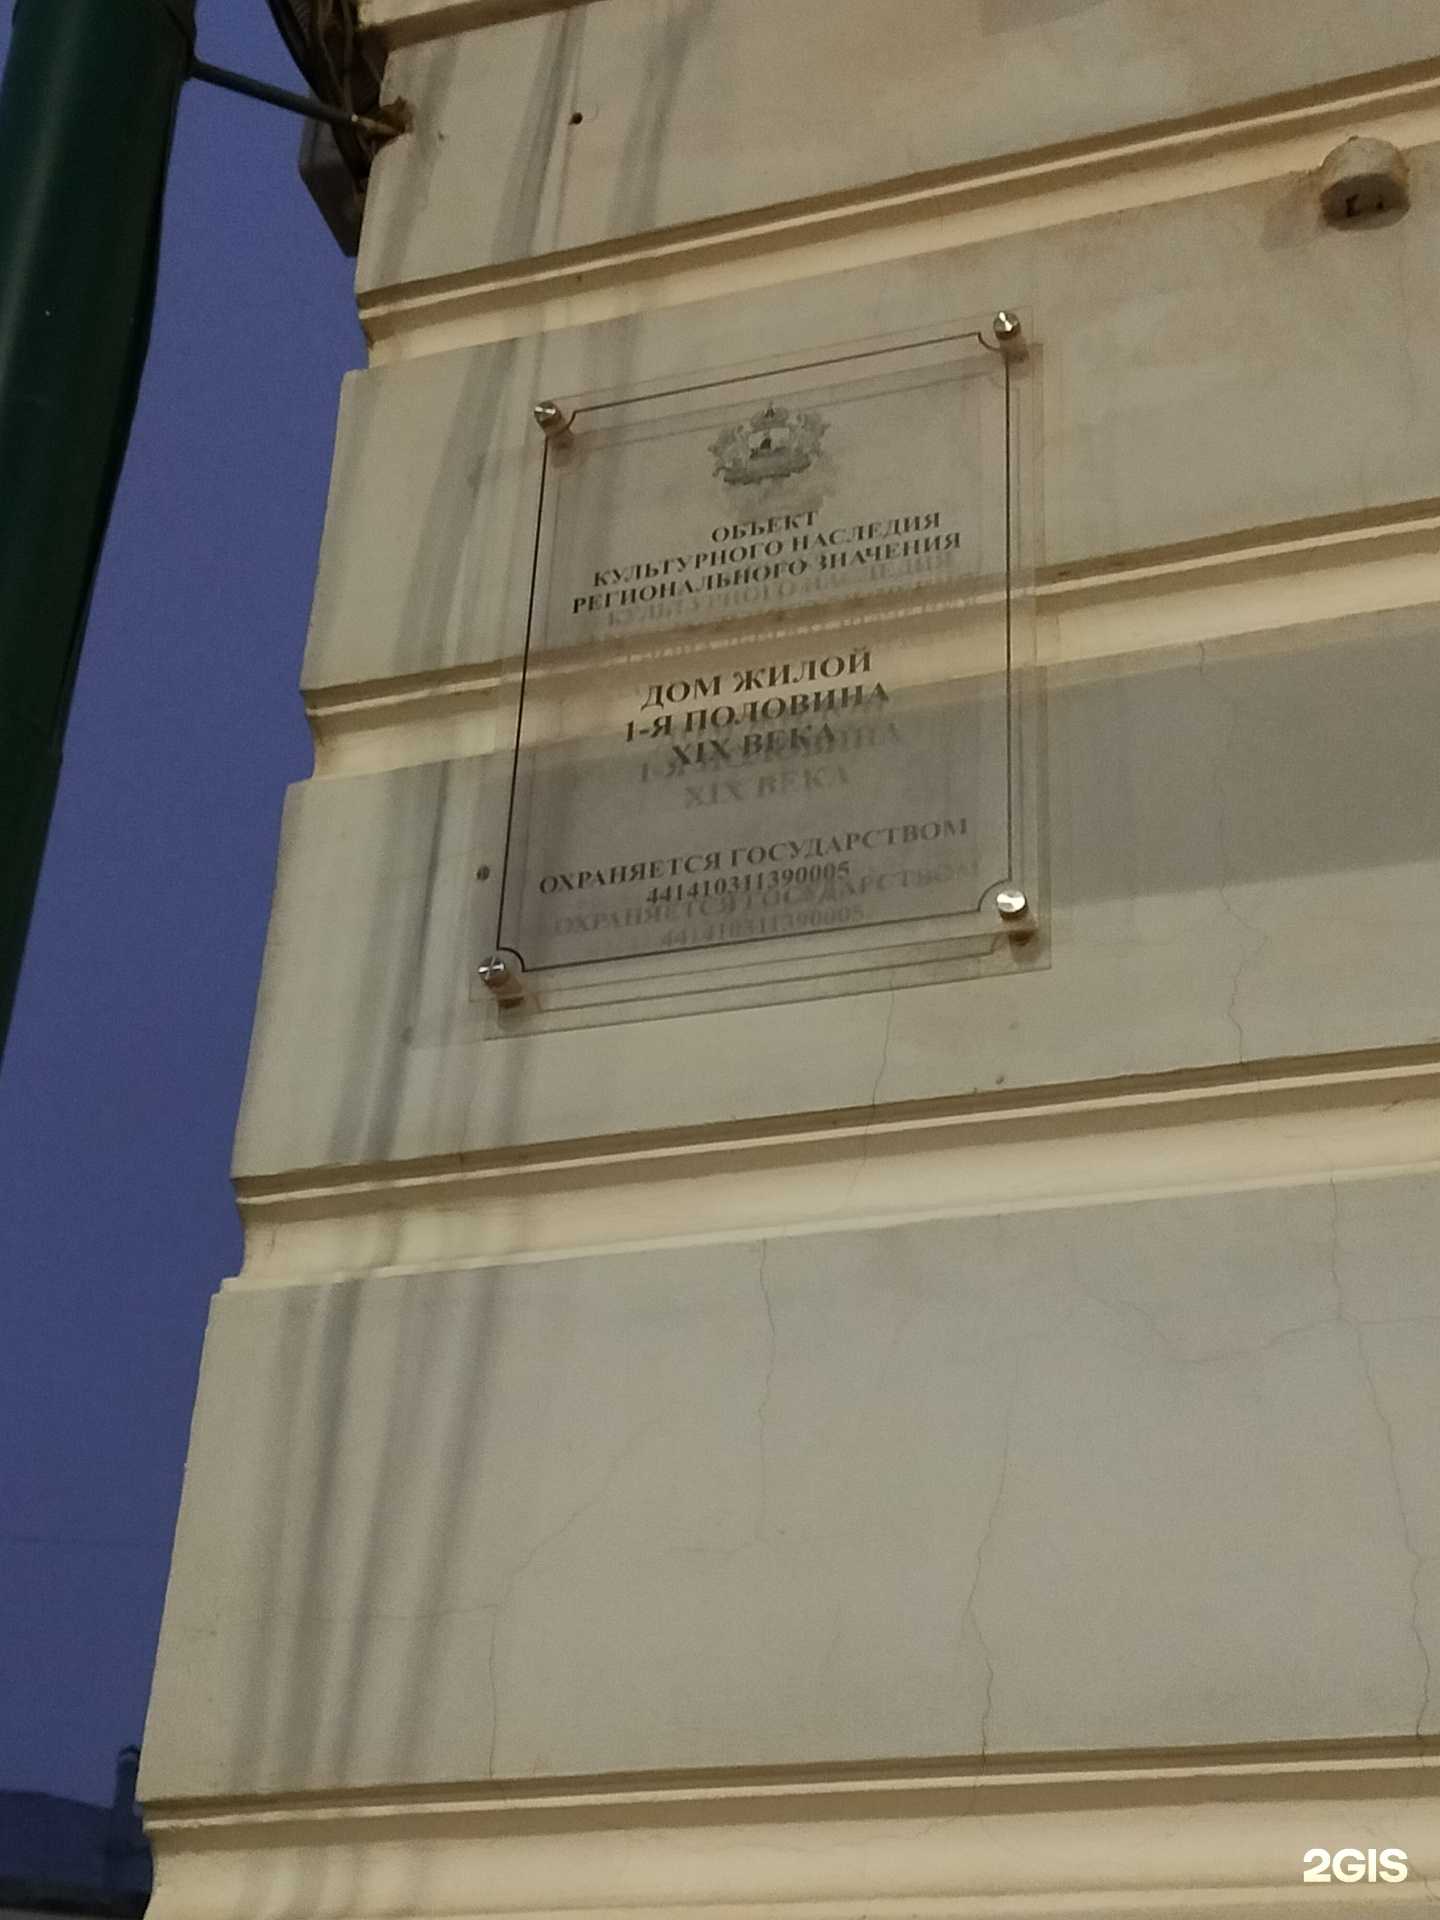 ОБЪЕКТ
КУЛЬТУРНОГО НАСЛЕДИЯ
РЕГИОНАЛЬНОГО ЗНАЧЕНИЯ
ДОМ ЖИЛОЙ
1-Я ПОЛОВИНА
XIX ВЕКА
ОХРАНЯЕТСЯ ГОСУДАРСТВОМ
441410311390005
2GIS